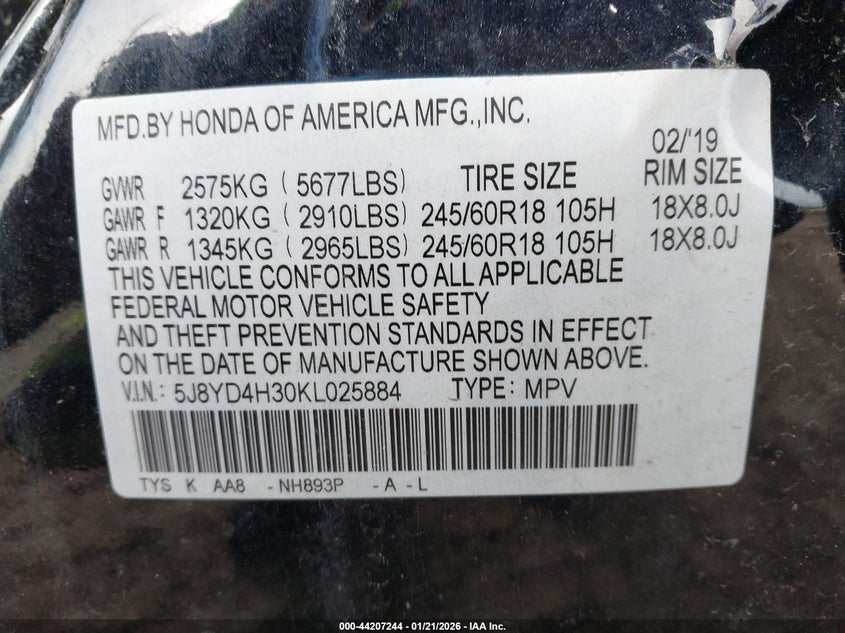 MFD.BY HONDA OF AMERICA MFG.,INC.
02/'19
GVWR 2575KG ( 5677LBS) TIRE SIZE RIM SIZE
GAWR F 1320KG ( 2910LBS) 245/60R18 105H 18X8.0J
GAWR R 1345KG ( 2965LBS) 245/60R18 105H 18X8.0J
THIS VEHICLE CONFORMS TO ALL APPLICABLE
FEDERAL MOTOR VEHICLE SAFETY
AND THEFT PREVENTION STANDARDS IN EFFECT
ON THE DATE OF MANUFACTURE SHOWN ABOVE.
V.I.N.: 5J8YD4H30KL025884 TYPE: MPV
TYS K AA8 -NH893P -A -L
000-44207244 | 01/21/2026 - IAA Inc.